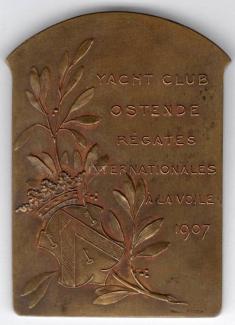 YACHT CLUB
OSTENDE
RÉGATES
INTERNATIONALES
À LA VOILE
1907